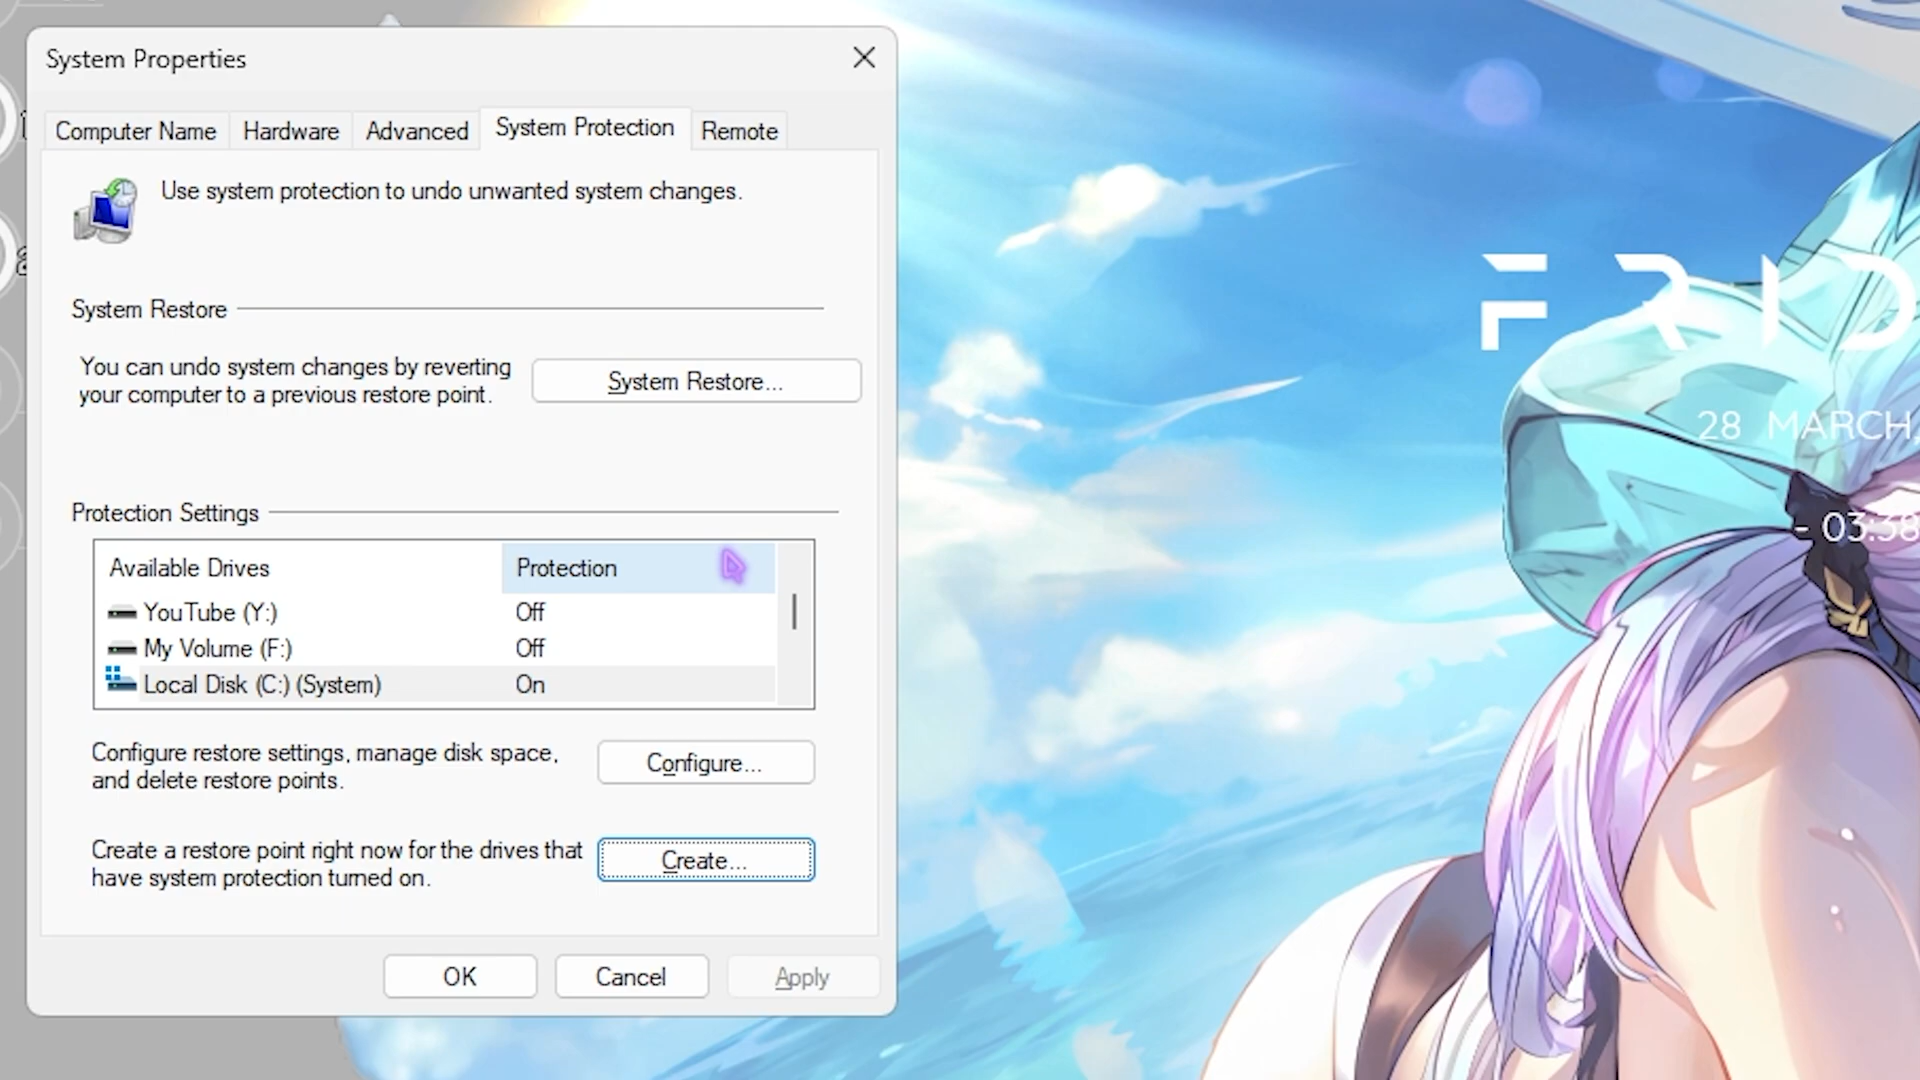 System Properties
Computer Name
Hardware
Advanced
System Protection
Remote
Use system protection to undo unwanted system changes.
System Restore
You can undo system changes by reverting
your computer to a previous restore point.
System Restore...
Protection Settings
Available Drives
Protection
YouTube (Y:)
Off
My Volume (F:)
Off
Local Disk (C:) (System)
On
Configure restore settings, manage disk space,
and delete restore points.
Configure...
Create a restore point right now for the drives that
have system protection turned on.
Create...
OK
Cancel
Apply
FRID
28 MARCH,
- 03:38